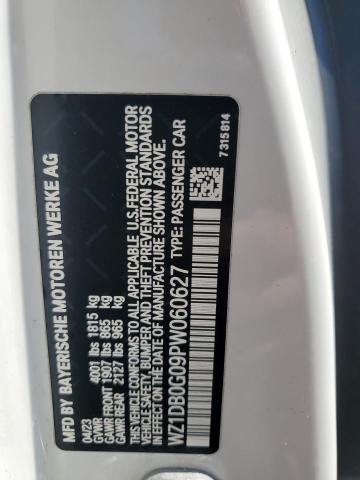 MFD BY BAYERISCHE MOTOREN WERKE AG
04/23
GVWR 4001 lbs 1815 kg
GAWR FRONT 1907 lbs 865 kg
GAWR REAR 2127 lbs 965 kg
THIS VEHICLE CONFORMS TO ALL APPLICABLE U.S. FEDERAL MOTOR
VEHICLE SAFETY, BUMPER, AND THEFT PREVENTION STANDARDS
IN EFFECT ON THE DATE OF MANUFACTURE SHOWN ABOVE.
WZ1DB0G09PW060627 TYPE: PASSENGER CAR
7315814